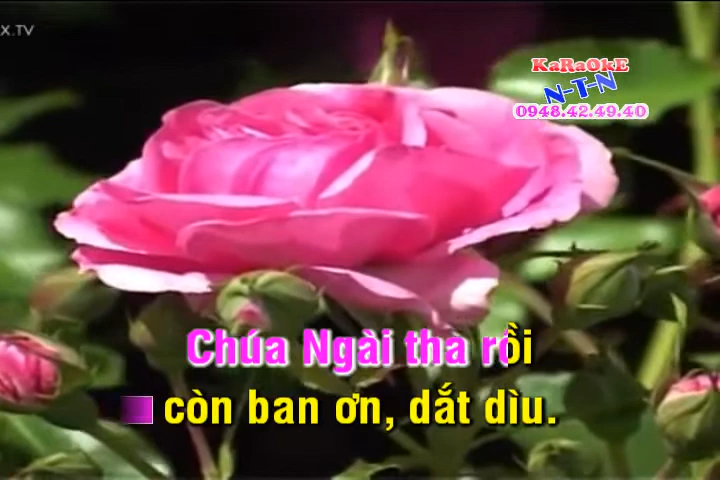 X.TV
KaRaOkE
N-T-N
0948.42.49.40
Chúa Ngài tha rồi
còn ban ơn, dắt dìu.